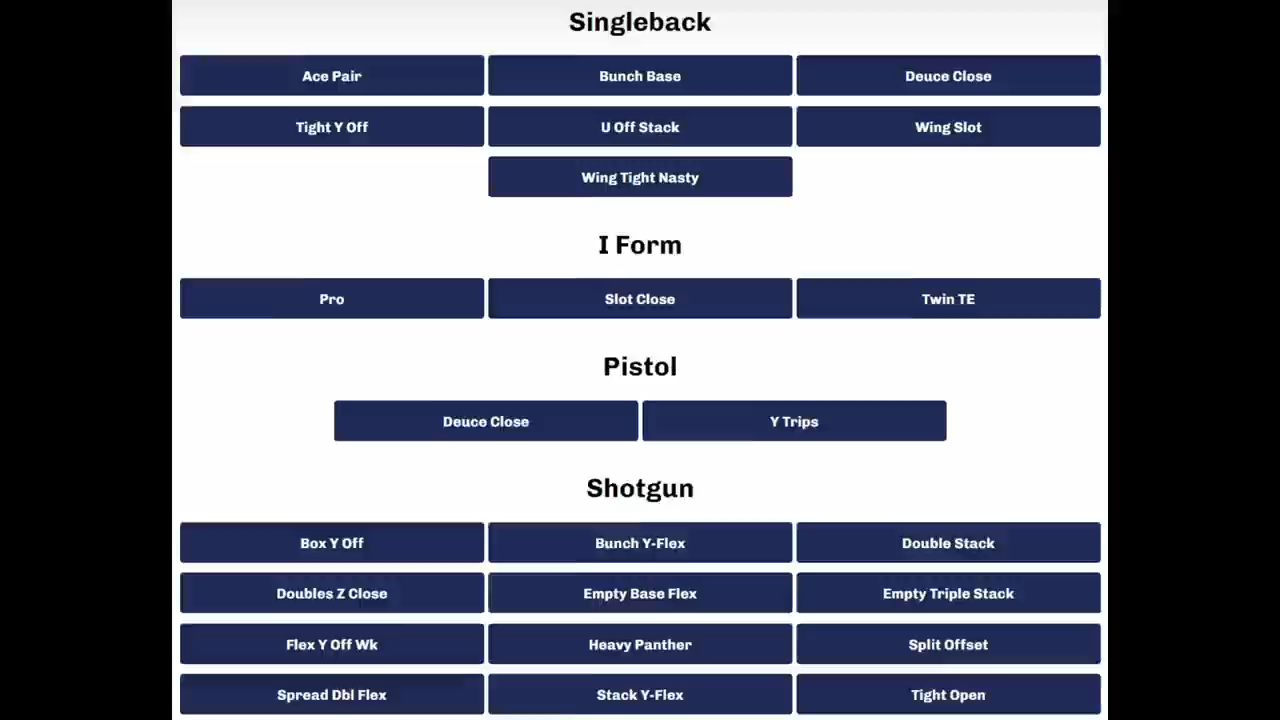 Singleback
Ace Pair
Bunch Base
Deuce Close
Tight Y Off
U Off Stack
Wing Slot
Wing Tight Nasty
I Form
Pro
Slot Close
Twin TE
Pistol
Deuce Close
Y Trips
Shotgun
Box Y Off
Bunch Y-Flex
Double Stack
Doubles Z Close
Empty Base Flex
Empty Triple Stack
Flex Y Off Wk
Heavy Panther
Split Offset
Spread Dbl Flex
Stack Y-Flex
Tight Open